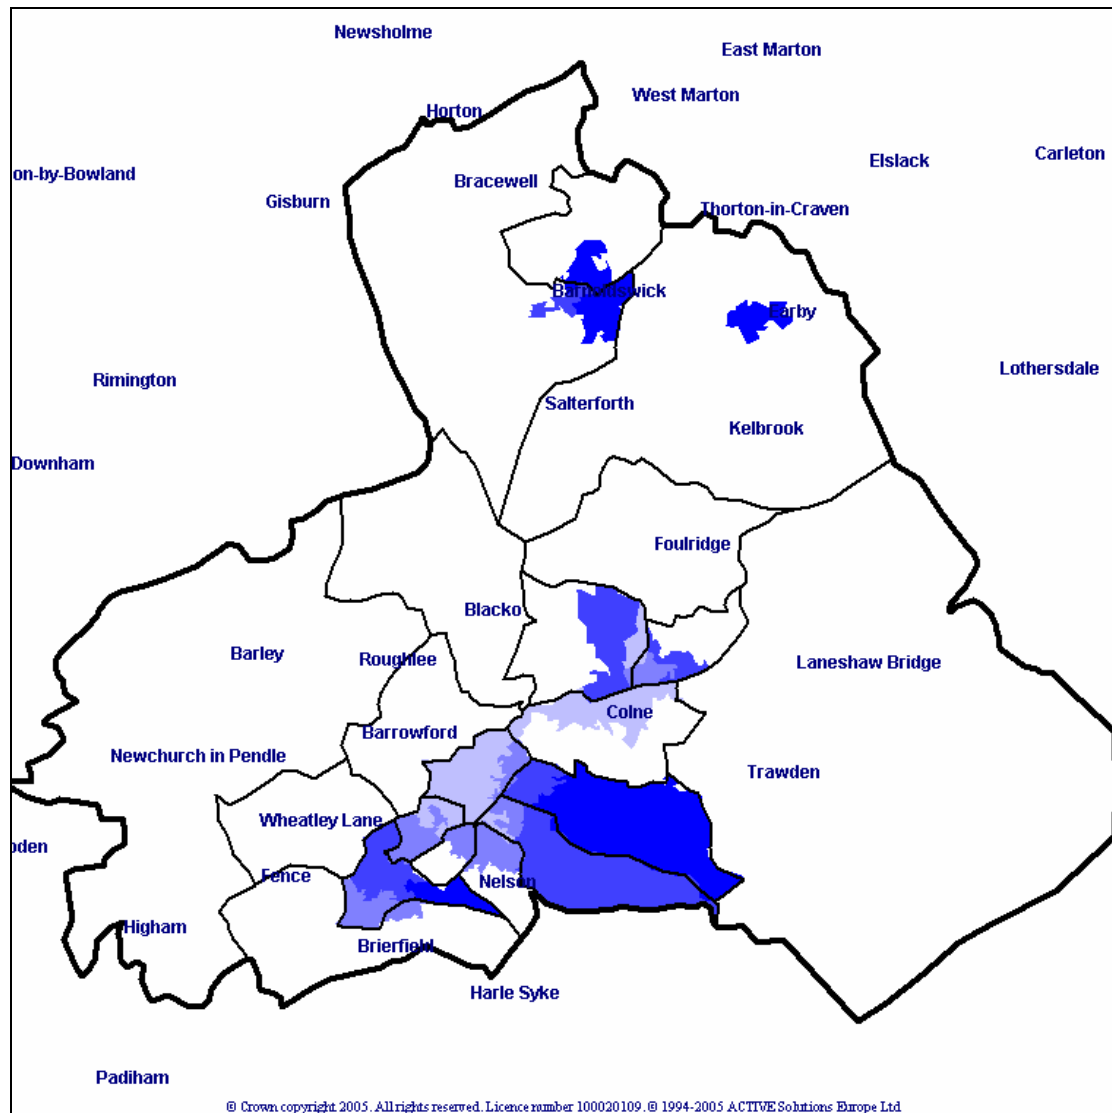 Newsholme
East Marton
West Marton
Horton
Elslack
Carleton
on-by-Bowland
Bracewell
Gisburn
Thorton-in-Craven
Barnoldswick
Earby
Lothersdale
Rimington
Salterforth
Kelbrook
Downham
Foulridge
Blacko
Barley
Roughlee
Laneshaw Bridge
Colne
Barrowford
Newchurch in Pendle
Trawden
Wheatley Lane
oden
Fence
Nelson
Higham
Brierfield
Harle Syke
Padiham
© Crown copyright 2005. All rights reserved. Licence number 100020109. © 1994-2005 ACTIVE Solutions Europe Ltd